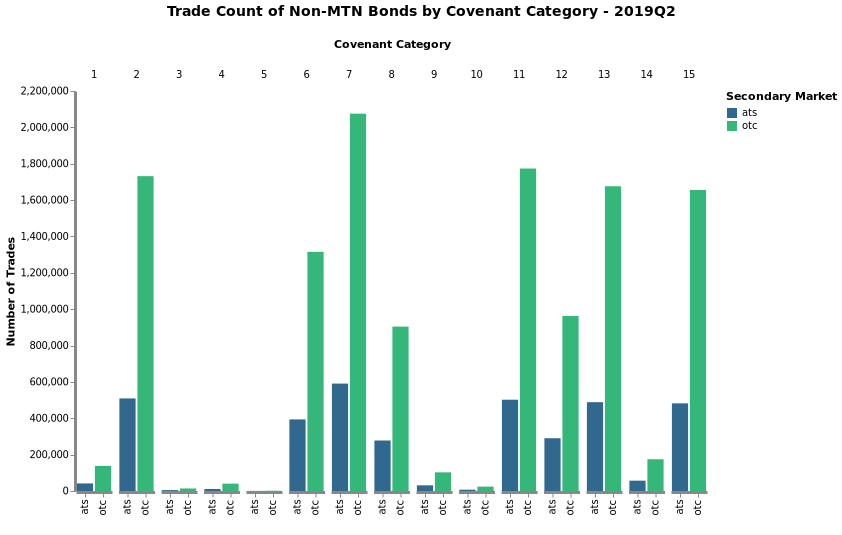 Trade Count of Non-MTN Bonds by Covenant Category - 2019Q2
Covenant Category
1 2 3 4 5 6 7 8 9 10 11 12 13 14 15
Secondary Market
ats
otc
Number of Trades
2,200,000
2,000,000
1,800,000
1,600,000
1,400,000
1,200,000
1,000,000
800,000
600,000
400,000
200,000
0
ats otc ats otc ats otc ats otc ats otc ats otc ats otc ats otc ats otc ats otc ats otc ats otc ats otc ats otc ats otc